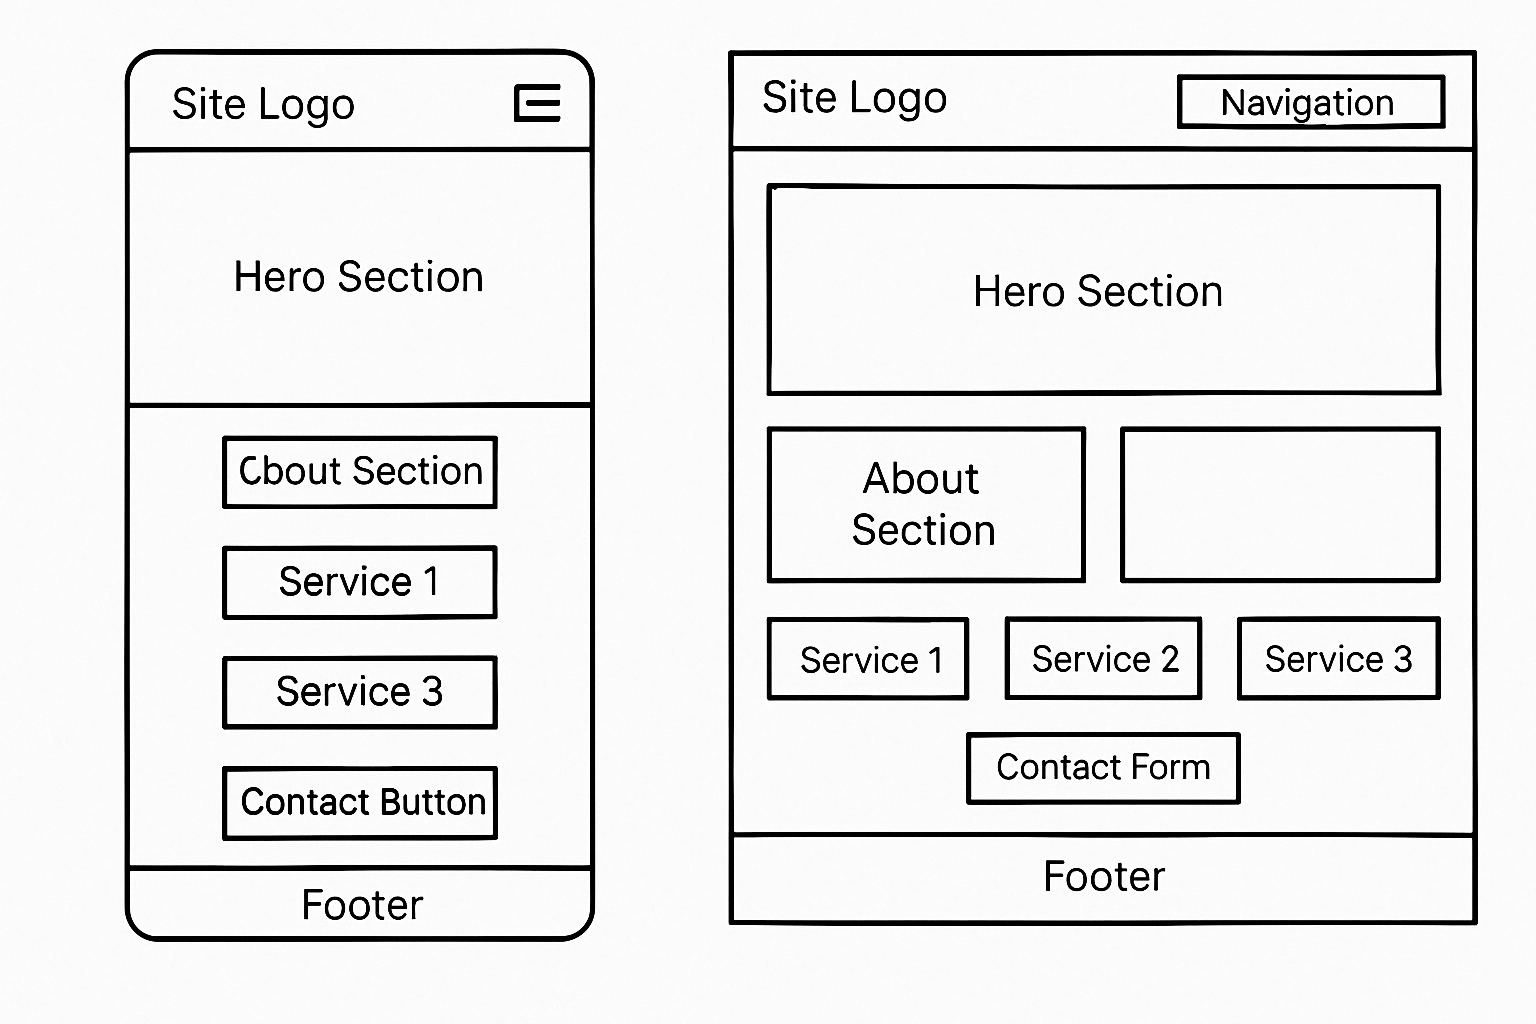 Site Logo
Hero Section
Cbout Section
Service 1
Service 3
Contact Button
Footer
Site Logo
Navigation
Hero Section
About
Section
Service 1
Service 2
Service 3
Contact Form
Footer